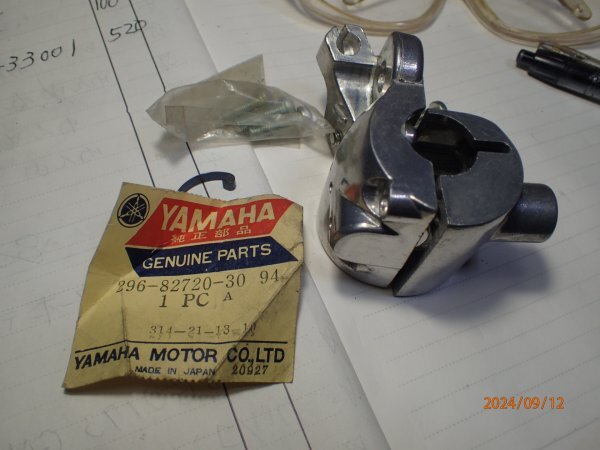 100
-33001 520
YAMAHA
純正部品
GENUINE PARTS
296-82720-30 94
1 PC A
314-21-13
YAMAHA MOTOR CO.,LTD
MADE IN JAPAN 20927
2024/09/12